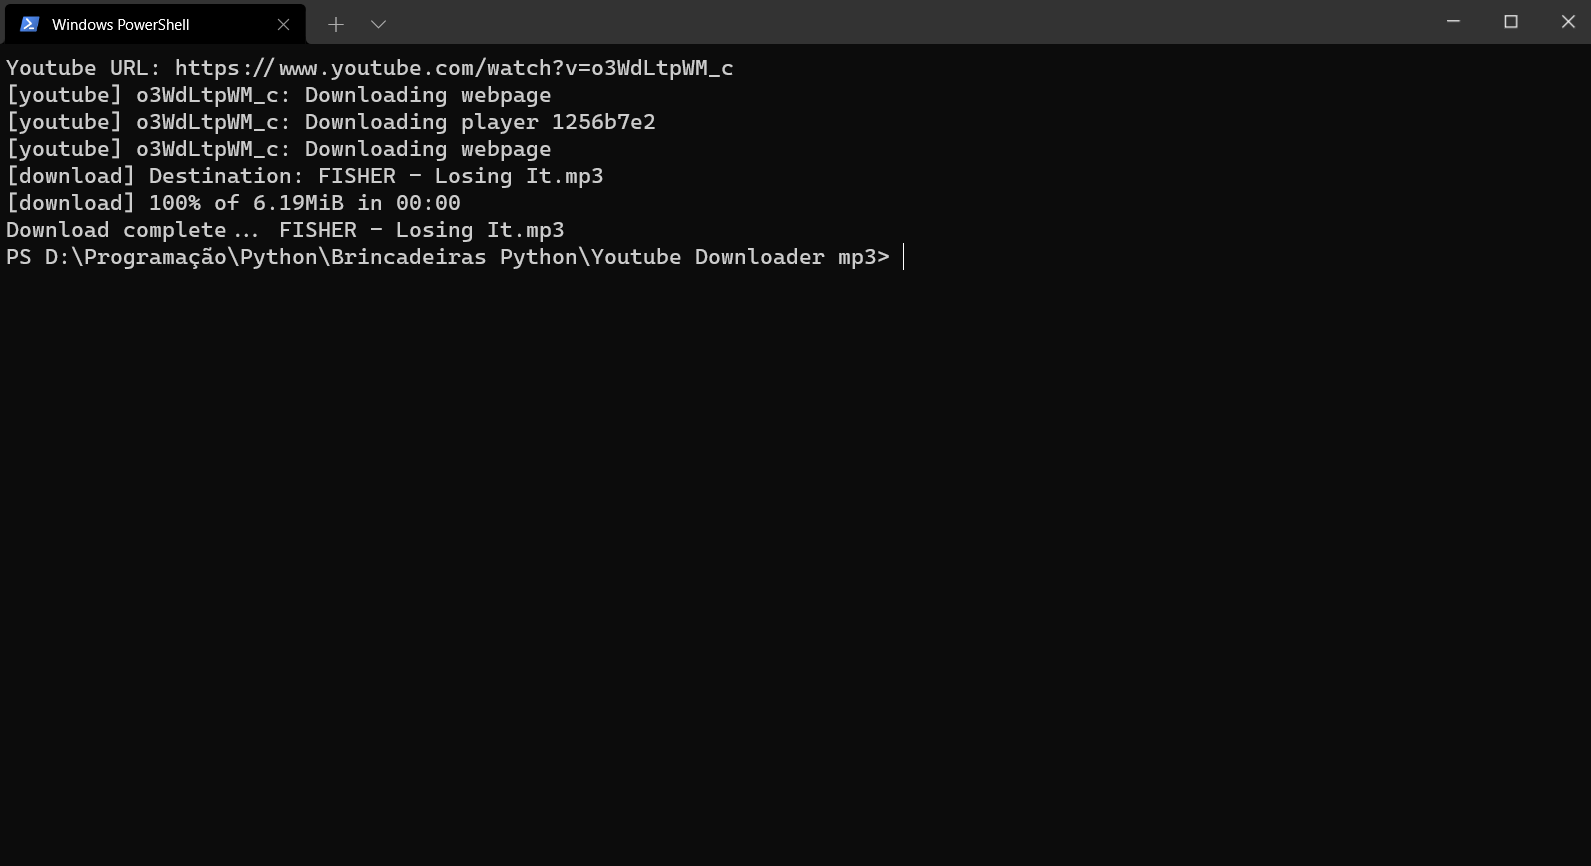 Windows PowerShell
Youtube URL: https://www.youtube.com/watch?v=o3WdLtpWM_c
[youtube] o3WdLtpWM_c: Downloading webpage
[youtube] o3WdLtpWM_c: Downloading player 1256b7e2
[youtube] o3WdLtpWM_c: Downloading webpage
[download] Destination: FISHER - Losing It.mp3
[download] 100% of 6.19MiB in 00:00
Download complete... FISHER - Losing It.mp3
PS D:\Programação\Python\Brincadeiras Python\Youtube Downloader mp3>